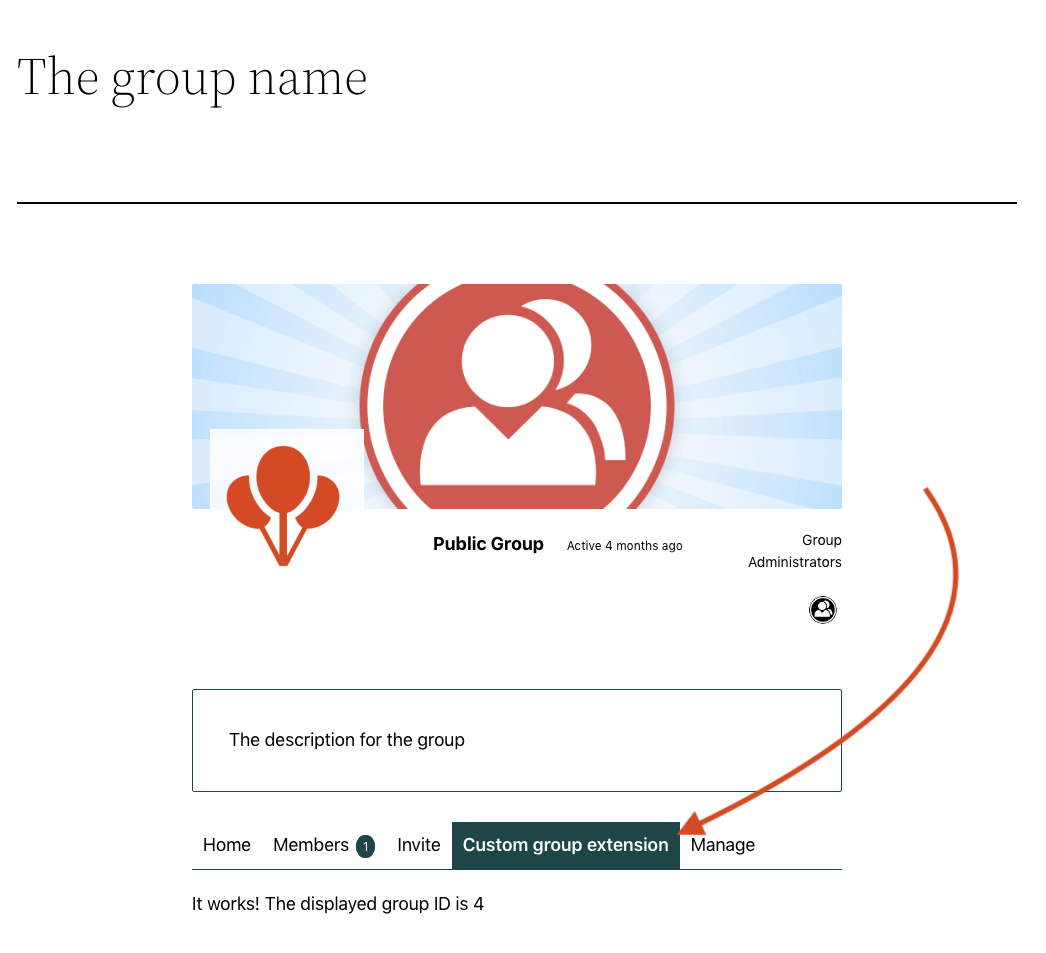 The group name
Public Group Active 4 months ago
Group
Administrators
The description for the group
Home Members 1 Invite Custom group extension Manage
It works! The displayed group ID is 4